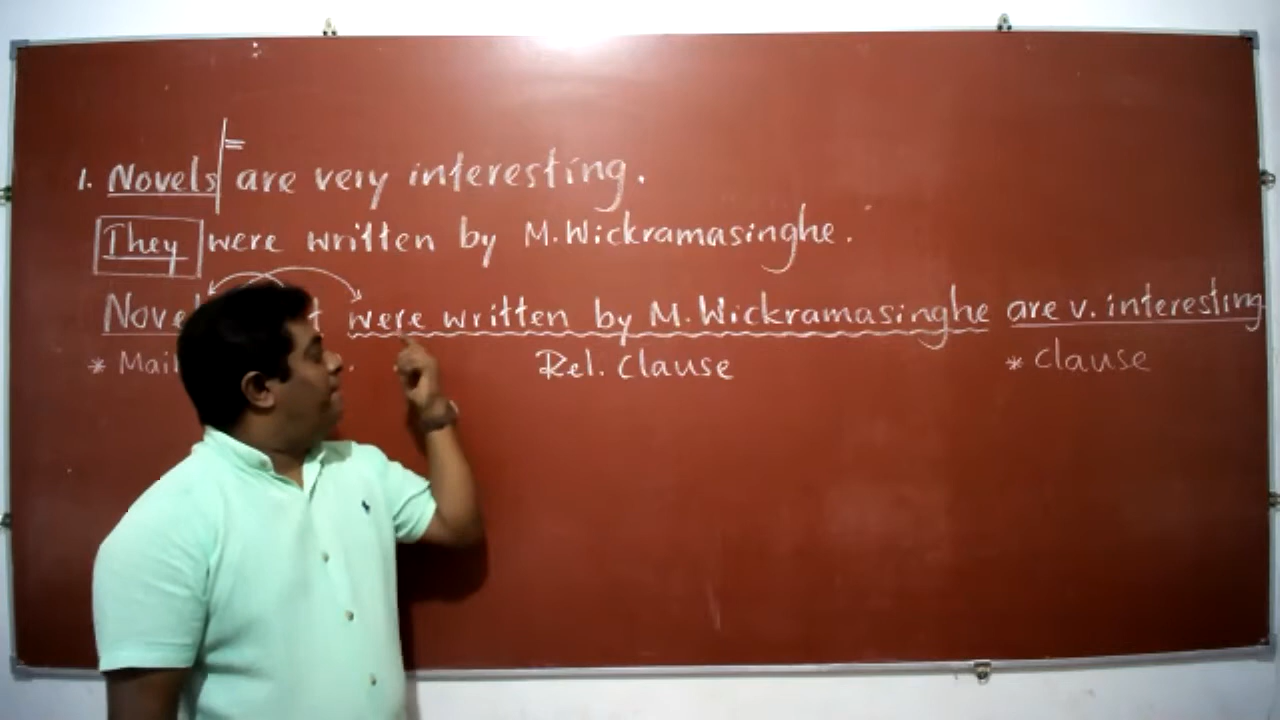 1. Novels are very interesting.
They were written by M. Wickramasinghe.
were written by M. Wickramasinghe are v. interesting
* Rel. Clause * clause